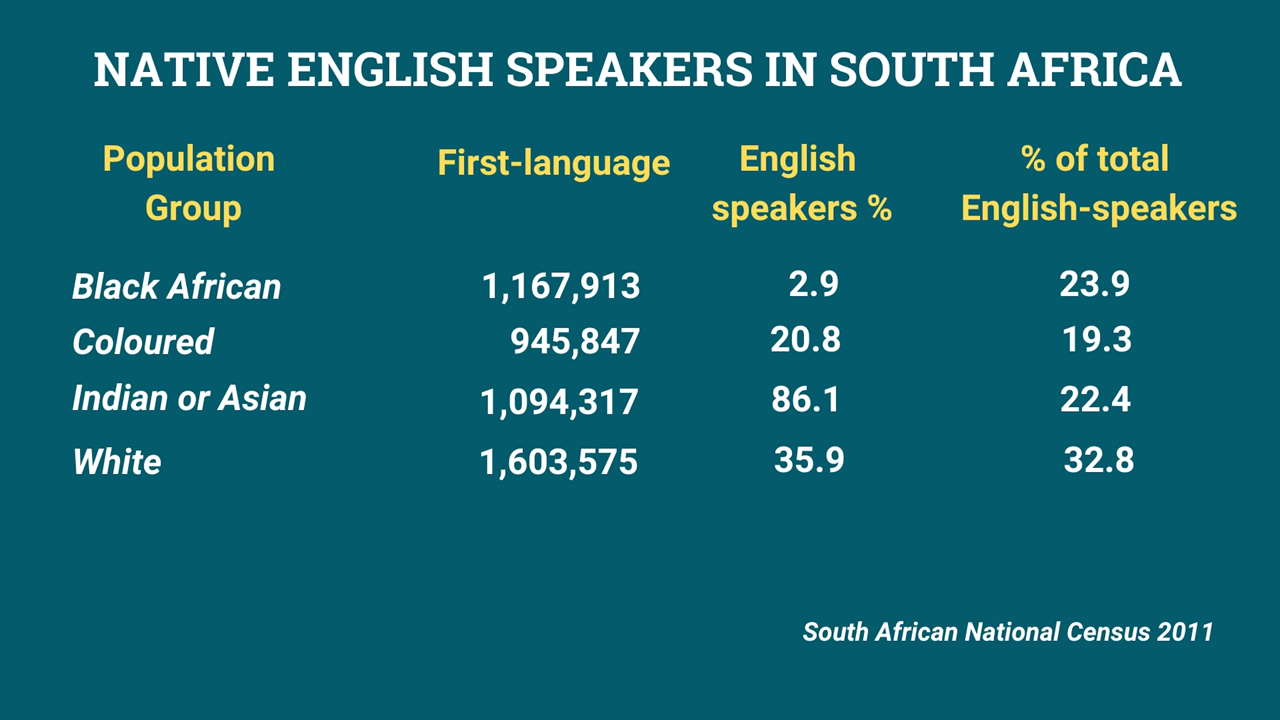 NATIVE ENGLISH SPEAKERS IN SOUTH AFRICA
Population Group First-language English speakers % % of total English-speakers
Black African 1,167,913 2.9 23.9
Coloured 945,847 20.8 19.3
Indian or Asian 1,094,317 86.1 22.4
White 1,603,575 35.9 32.8
South African National Census 2011